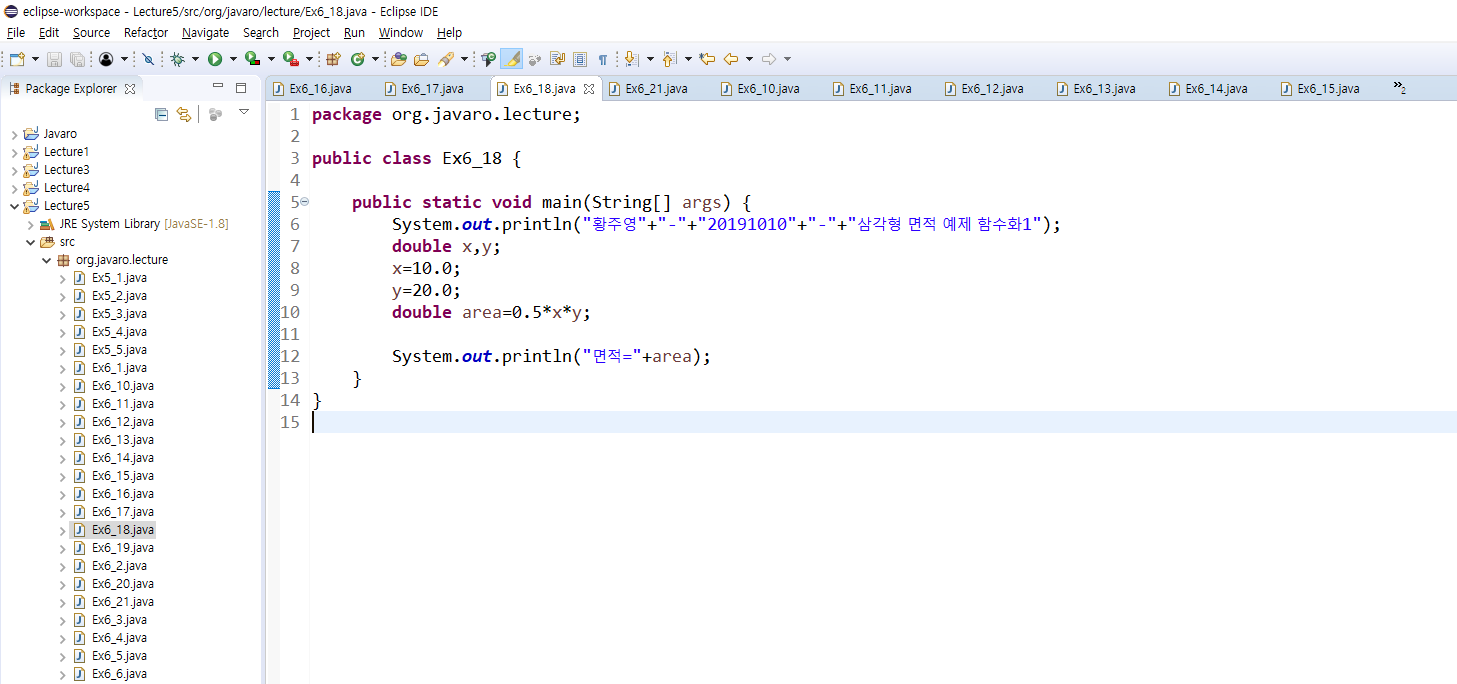 eclipse-workspace - Lecture5/src/org/javaro/lecture/Ex6_18.java - Eclipse IDE
File Edit Source Refactor Navigate Search Project Run Window Help
Package Explorer
Ex6_16.java Ex6_17.java Ex6_18.java Ex6_21.java Ex6_10.java Ex6_11.java Ex6_12.java Ex6_13.java Ex6_14.java Ex6_15.java »2
Javaro
Lecture1
Lecture3
Lecture4
Lecture5
JRE System Library [JavaSE-1.8]
src
org.javaro.lecture
Ex5_1.java
Ex5_2.java
Ex5_3.java
Ex5_4.java
Ex5_5.java
Ex6_1.java
Ex6_10.java
Ex6_11.java
Ex6_12.java
Ex6_13.java
Ex6_14.java
Ex6_15.java
Ex6_16.java
Ex6_17.java
Ex6_18.java
Ex6_19.java
Ex6_2.java
Ex6_20.java
Ex6_21.java
Ex6_3.java
Ex6_4.java
Ex6_5.java
Ex6_6.java
1 package org.javaro.lecture;
2
3 public class Ex6_18 {
4
5 public static void main(String[] args) {
6 System.out.println("황주영"+"-"+"20191010"+"-"+"삼각형 면적 예제 함수화1");
7 double x,y;
8 x=10.0;
9 y=20.0;
10 double area=0.5*x*y;
11
12 System.out.println("면적="+area);
13 }
14 }
15